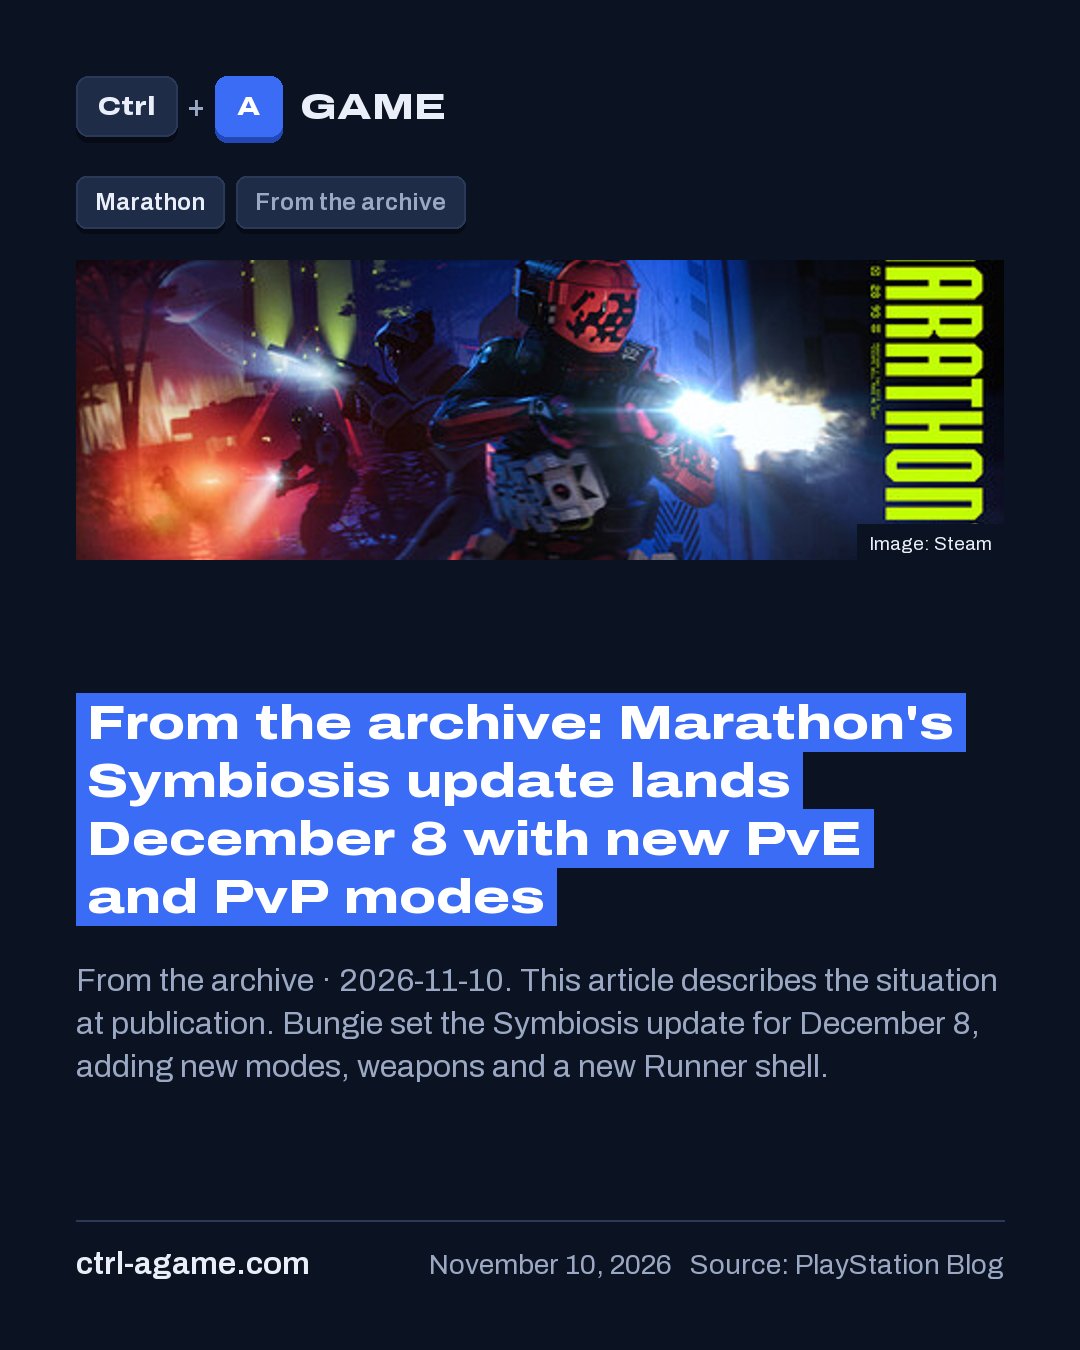 Ctrl + A GAME
Marathon From the archive
ARATHON
Image: Steam
From the archive: Marathon's
Symbiosis update lands
December 8 with new PvE
and PvP modes
From the archive · 2026-11-10. This article describes the situation
at publication. Bungie set the Symbiosis update for December 8,
adding new modes, weapons and a new Runner shell.
ctrl-agame.com November 10, 2026 Source: PlayStation Blog